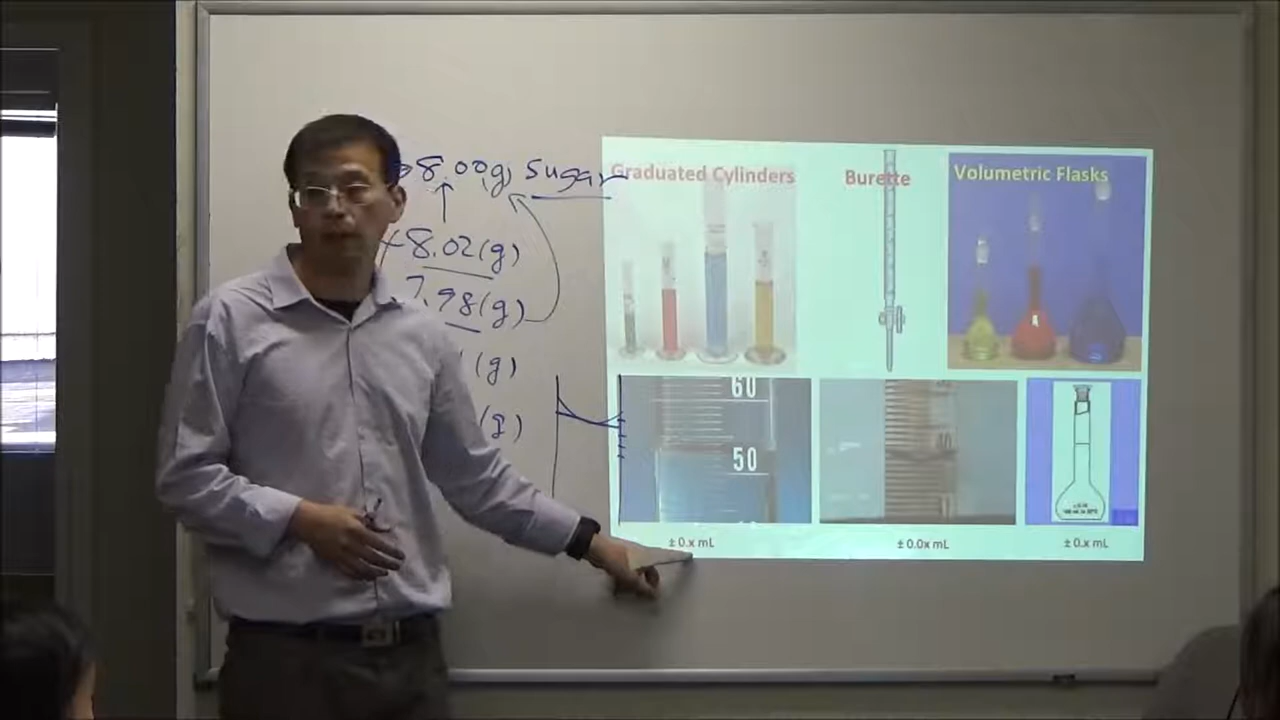 8.00(g) Sugar
8.02(g)
7.98(g)
(g)
(g)
Graduated Cylinders
Burette
Volumetric Flasks
60
50
± 0.x mL
± 0.0x mL
± 0.x mL